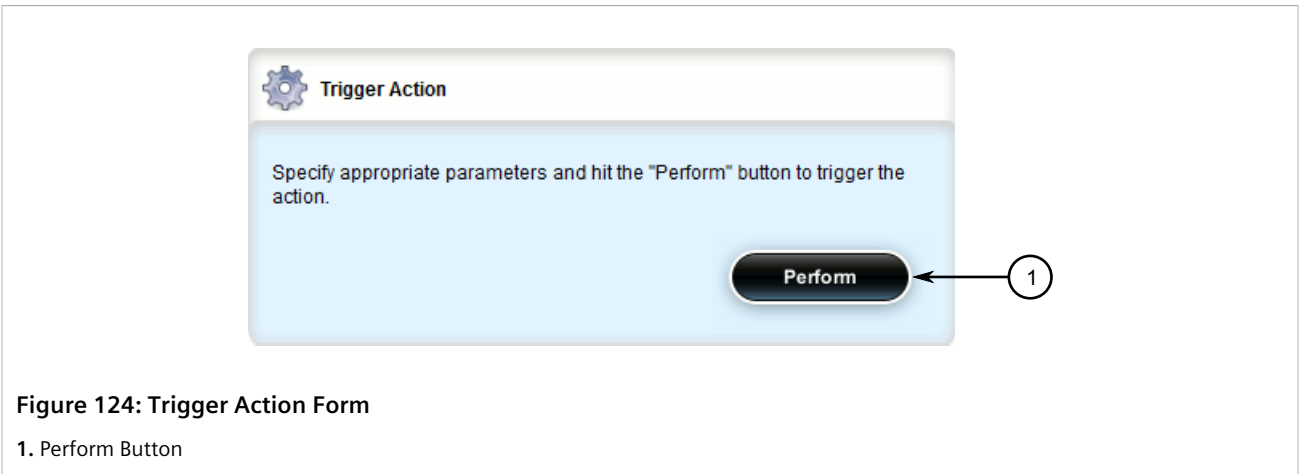 Trigger Action
Specify appropriate parameters and hit the "Perform" button to trigger the
action.
Perform
1
Figure 124: Trigger Action Form
1. Perform Button